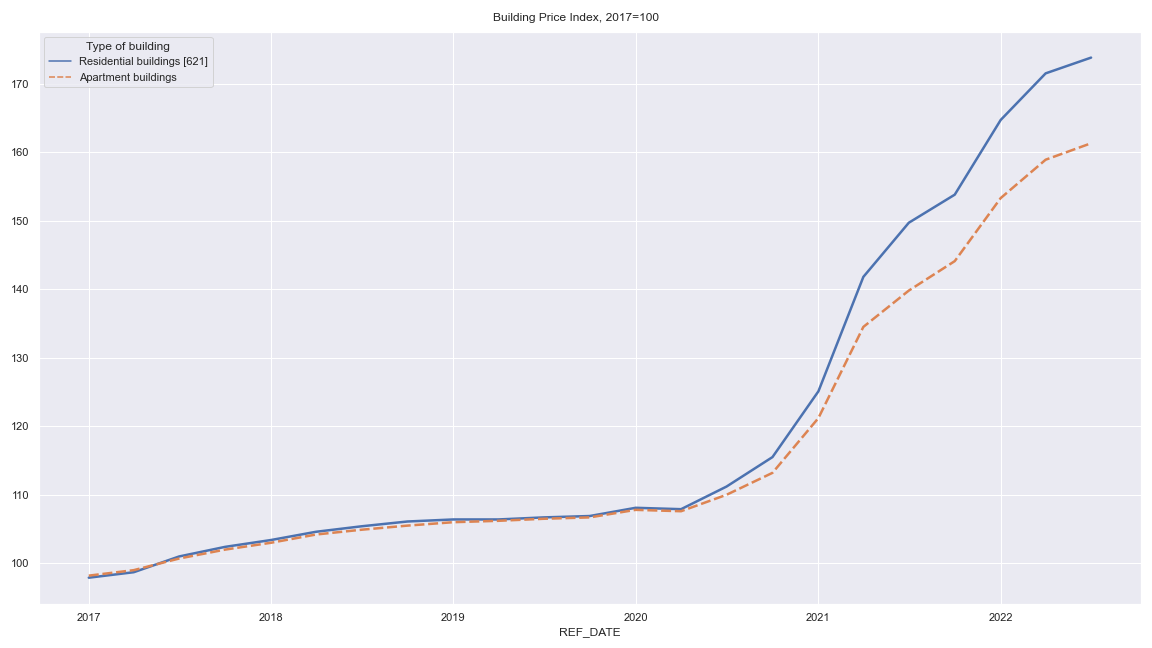 Building Price Index, 2017=100
Type of building
Residential buildings [621]
Apartment buildings
170
160
150
140
130
120
110
100
2017 2018 2019 2020 2021 2022
REF_DATE